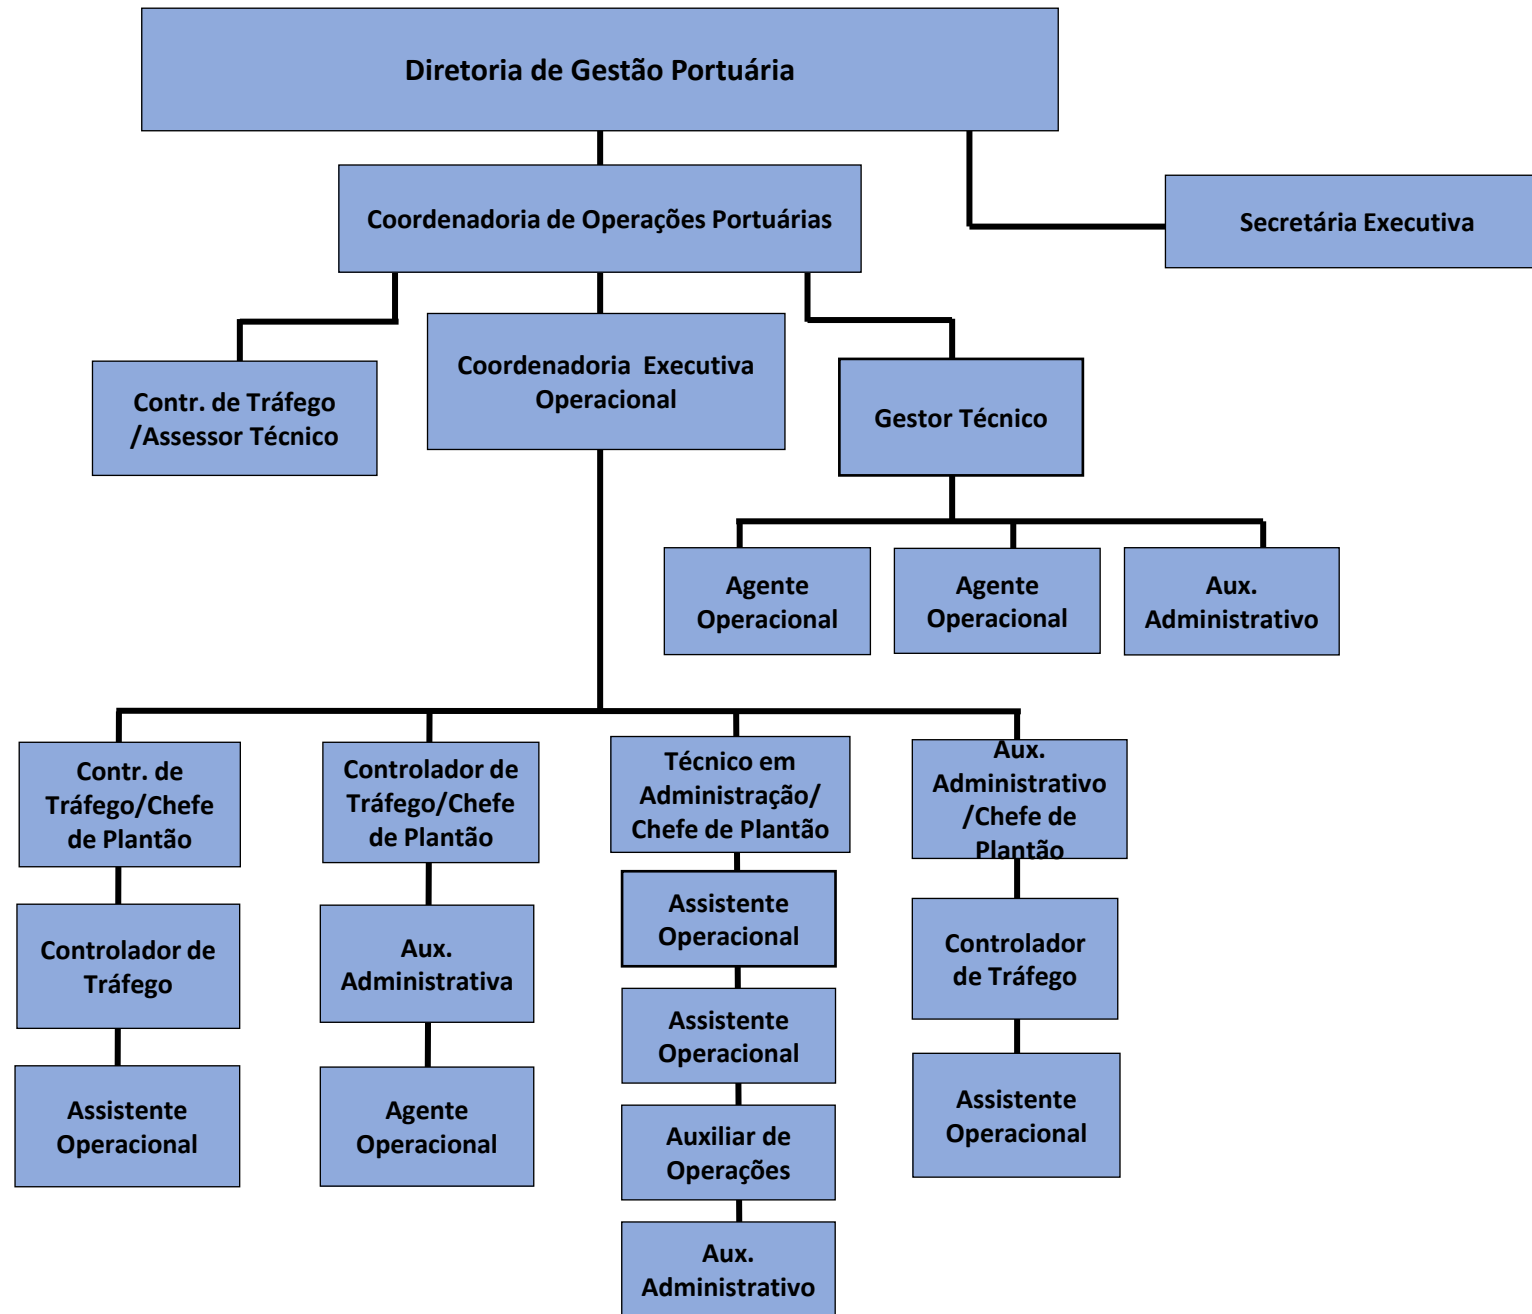 Diretoria de Gestão Portuária
Coordenadoria de Operações Portuárias
Secretária Executiva
Contr. de Tráfego
/Assessor Técnico
Coordenadoria Executiva
Operacional
Gestor Técnico
Agente
Operacional
Agente
Operacional
Aux.
Administrativo
Contr. de
Tráfego/Chefe
de Plantão
Controlador de
Tráfego/Chefe
de Plantão
Técnico em
Administração/
Chefe de Plantão
Aux.
Administrativo
/Chefe de
Plantão
Controlador de
Tráfego
Aux.
Administrativa
Assistente
Operacional
Controlador
de Tráfego
Assistente
Operacional
Assistente
Operacional
Agente
Operacional
Auxiliar de
Operações
Assistente
Operacional
Aux.
Administrativo